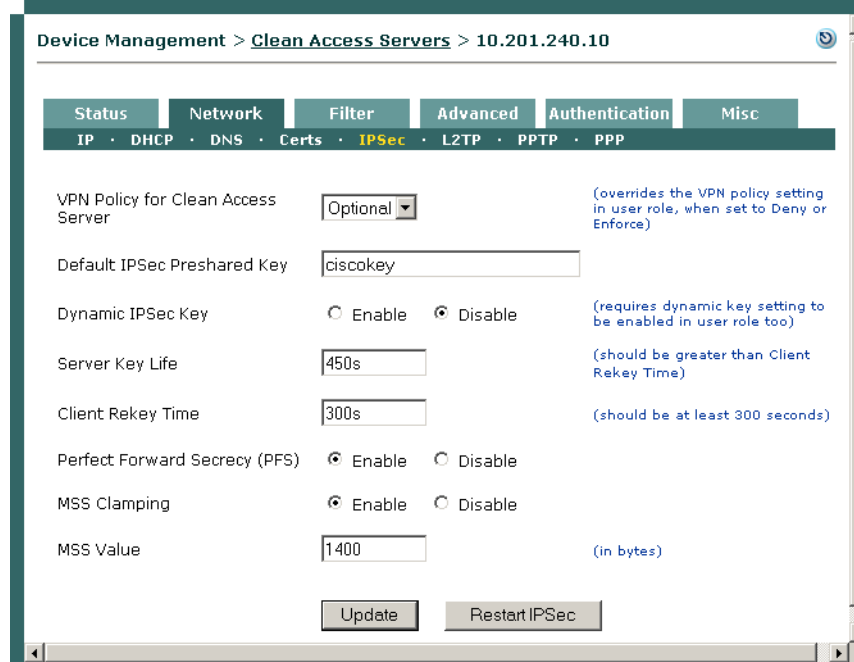 Device Management > Clean Access Servers > 10.201.240.10
Status Network Filter Advanced Authentication Misc
IP · DHCP · DNS · Certs · IPSec · L2TP · PPTP · PPP
VPN Policy for Clean Access
Server
Optional
(overrides the VPN policy setting
in user role, when set to Deny or
Enforce)
Default IPSec Preshared Key
ciscokey
Dynamic IPSec Key
Enable Disable
(requires dynamic key setting to
be enabled in user role too)
Server Key Life
450s
(should be greater than Client
Rekey Time)
Client Rekey Time
300s
(should be at least 300 seconds)
Perfect Forward Secrecy (PFS)
Enable Disable
MSS Clamping
Enable Disable
MSS Value
1400
(in bytes)
Update Restart IPSec